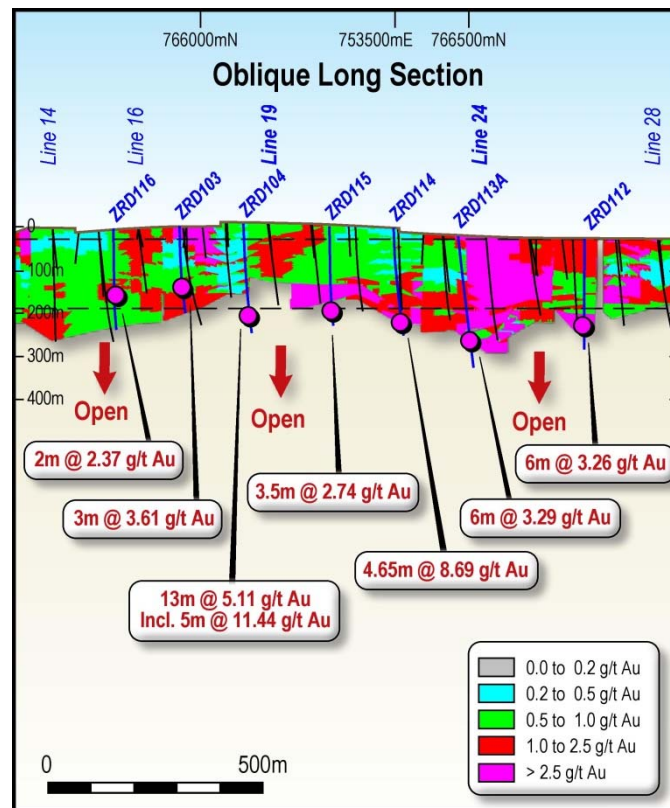 766000mN
753500mE
766500mN
Oblique Long Section
Line 14
Line 16
Line 19
Line 24
Line 28
ZRD116
ZRD103
ZRD104
ZRD115
ZRD114
ZRD113A
ZRD112
0
100m
200m
300m
400m
Open
Open
Open
2m @ 2.37 g/t Au
3m @ 3.61 g/t Au
13m @ 5.11 g/t Au
Incl. 5m @ 11.44 g/t Au
3.5m @ 2.74 g/t Au
4.65m @ 8.69 g/t Au
6m @ 3.29 g/t Au
6m @ 3.26 g/t Au
0.0 to 0.2 g/t Au
0.2 to 0.5 g/t Au
0.5 to 1.0 g/t Au
1.0 to 2.5 g/t Au
> 2.5 g/t Au
0
500m